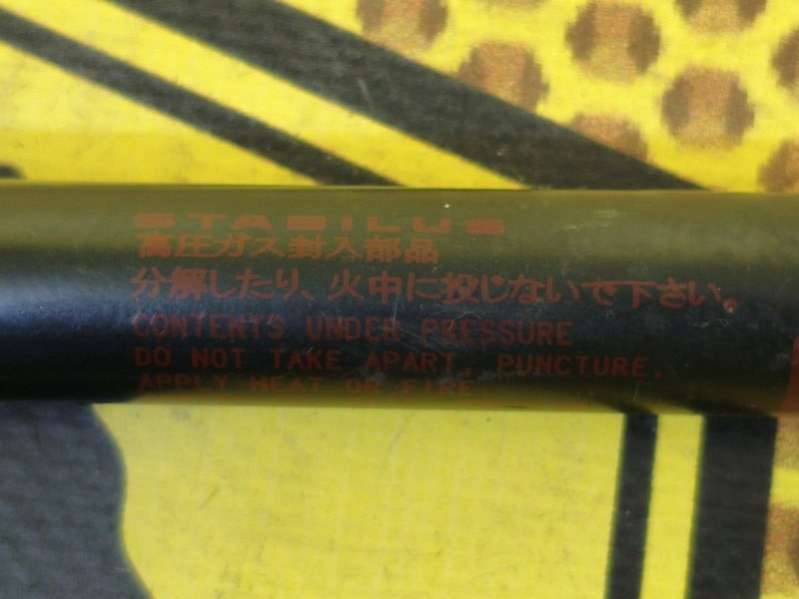 STABILUS
高圧ガス封入部品
分解したり、火中に投じないで下さい。
CONTENTS UNDER PRESSURE
DO NOT TAKE APART, PUNCTURE,
APPLY HEAT OR FIRE